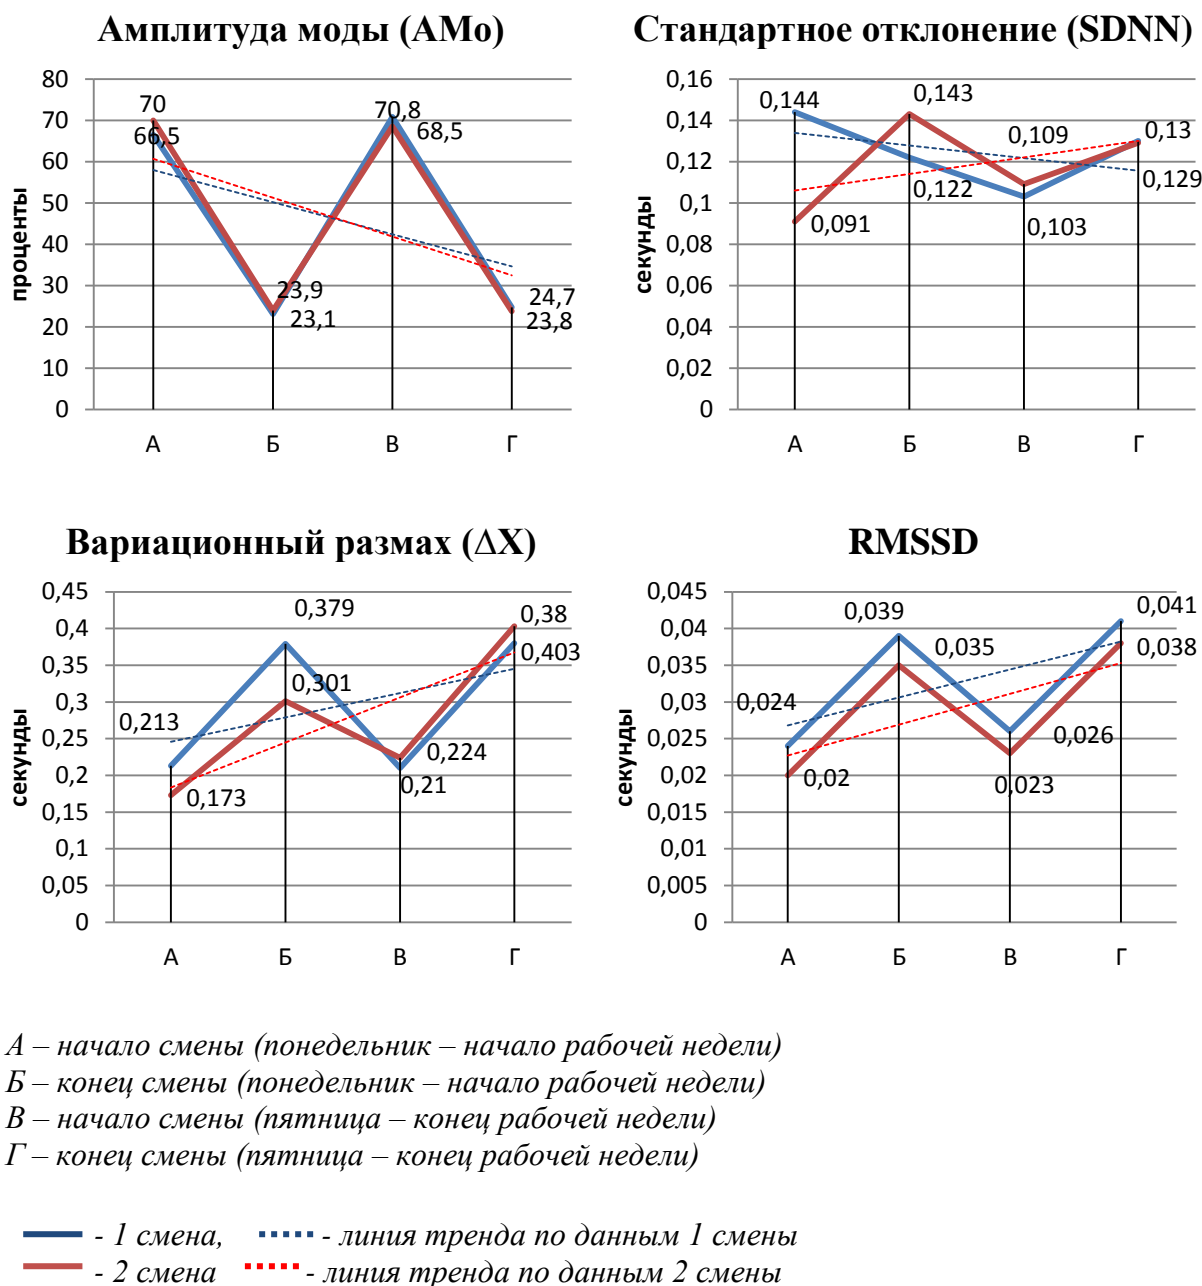 Амплитуда моды (АМо)
80
70
60
50
40
30
20
10
0
проценты
70
66,5
23,9
23,1
70,8
68,5
24,7
23,8
А
Б
В
Г
Стандартное отклонение (SDNN)
0,16
0,14
0,12
0,1
0,08
0,06
0,04
0,02
0
секунды
0,144
0,091
0,143
0,122
0,109
0,103
0,13
0,129
А
Б
В
Г
Вариационный размах (ΔХ)
0,45
0,4
0,35
0,3
0,25
0,2
0,15
0,1
0,05
0
секунды
0,213
0,173
0,379
0,301
0,224
0,21
0,38
0,403
А
Б
В
Г
RMSSD
0,045
0,04
0,035
0,03
0,025
0,02
0,015
0,01
0,005
0
секунды
0,024
0,02
0,039
0,035
0,026
0,023
0,041
0,038
А
Б
В
Г
А – начало смены (понедельник – начало рабочей недели)
Б – конец смены (понедельник – начало рабочей недели)
В – начало смены (пятница – конец рабочей недели)
Г – конец смены (пятница – конец рабочей недели)
- 1 смена, - линия тренда по данным 1 смены
- 2 смена - линия тренда по данным 2 смены